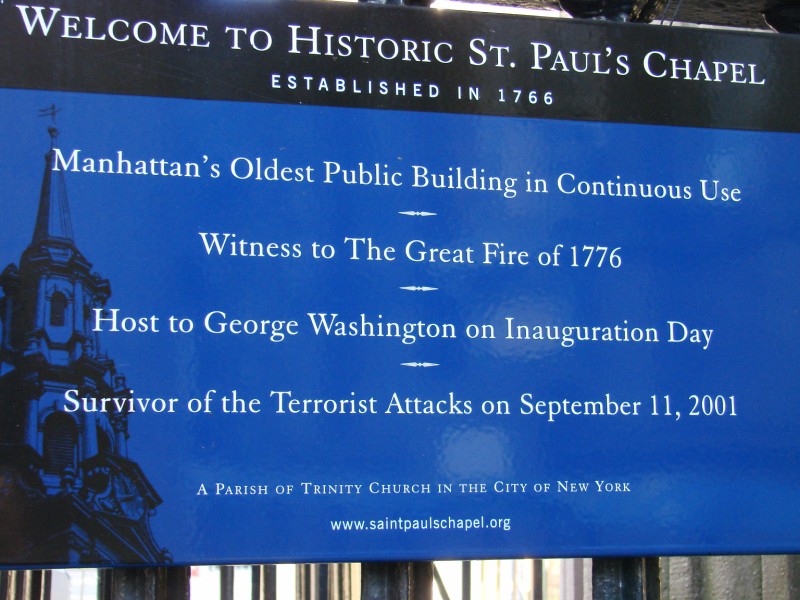 Welcome to Historic St. Paul's Chapel
ESTABLISHED IN 1766
Manhattan's Oldest Public Building in Continuous Use
Witness to The Great Fire of 1776
Host to George Washington on Inauguration Day
Survivor of the Terrorist Attacks on September 11, 2001
A Parish of Trinity Church in the City of New York
www.saintpaulschapel.org